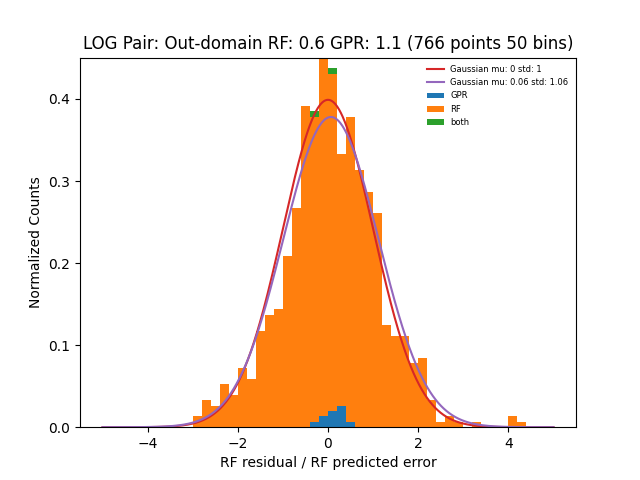 LOG Pair: Out-domain RF: 0.6 GPR: 1.1 (766 points 50 bins)
Gaussian mu: 0 std: 1
Gaussian mu: 0.06 std: 1.06
GPR
RF
both
Normalized Counts
0.4
0.3
0.2
0.1
0.0
−4
−2
0
2
4
RF residual / RF predicted error